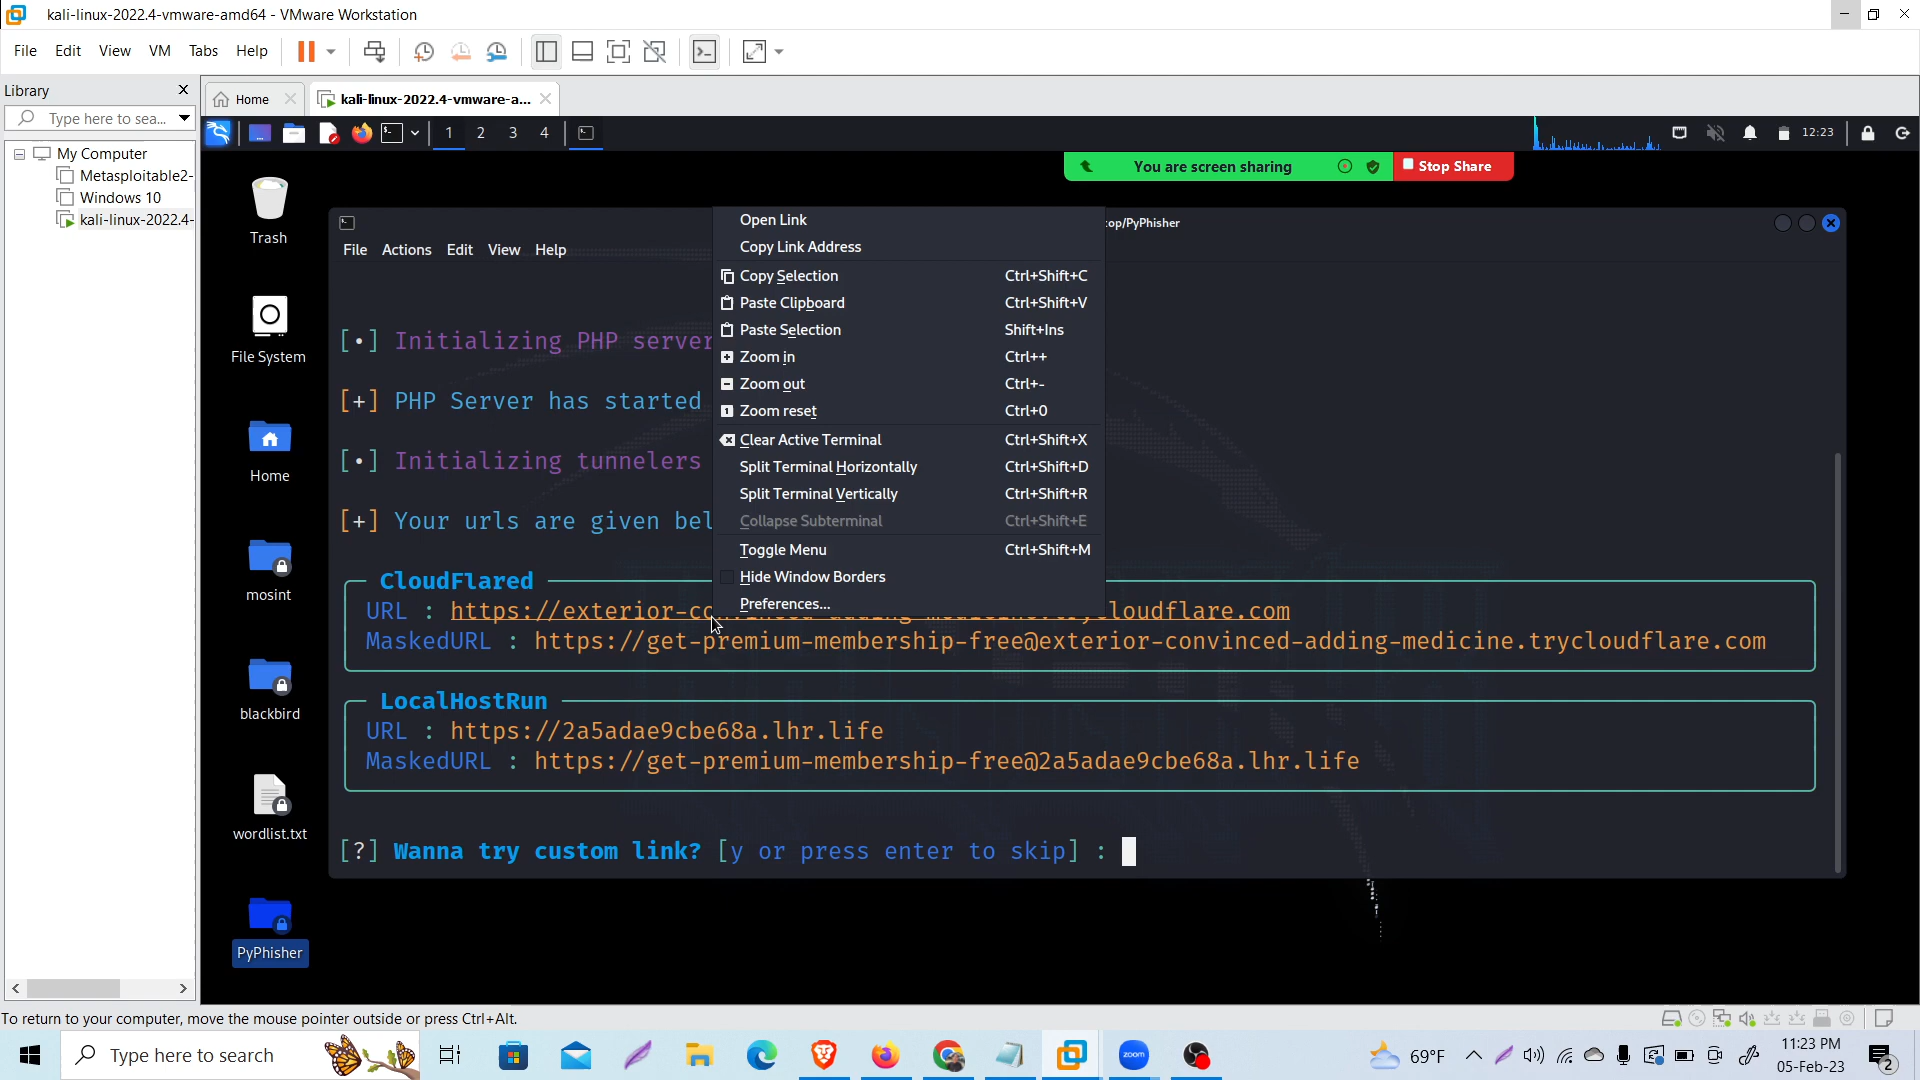 kali-linux-2022.4-vmware-amd64 - VMware Workstation
File Edit View VM Tabs Help
Library
Type here to sea...
Home
kali-linux-2022.4-vmware-a...
My Computer
Metasploitable2-
Windows 10
kali-linux-2022.4-
1 2 3 4
12:23
You are screen sharing
Stop Share
Trash
File System
Home
mosint
blackbird
wordlist.txt
PyPhisher
top/PyPhisher
File Actions Edit View Help
Open Link
Copy Link Address
Copy Selection Ctrl+Shift+C
Paste Clipboard Ctrl+Shift+V
Paste Selection Shift+Ins
Zoom in Ctrl++
Zoom out Ctrl+-
Zoom reset Ctrl+0
Clear Active Terminal Ctrl+Shift+X
Split Terminal Horizontally Ctrl+Shift+D
Split Terminal Vertically Ctrl+Shift+R
Collapse Subterminal Ctrl+Shift+E
Toggle Menu Ctrl+Shift+M
Hide Window Borders
Preferences...
[•] Initializing PHP server
[+] PHP Server has started
[•] Initializing tunnelers
[+] Your urls are given bel
CloudFlared
URL : https://exterior-convinced-adding-medicine.trycloudflare.com
MaskedURL : https://get-premium-membership-free@exterior-convinced-adding-medicine.trycloudflare.com
LocalHostRun
URL : https://2a5adae9cbe68a.lhr.life
MaskedURL : https://get-premium-membership-free@2a5adae9cbe68a.lhr.life
[?] Wanna try custom link? [y or press enter to skip] :
To return to your computer, move the mouse pointer outside or press Ctrl+Alt.
Type here to search
zoom
69°F
11:23 PM
05-Feb-23
2